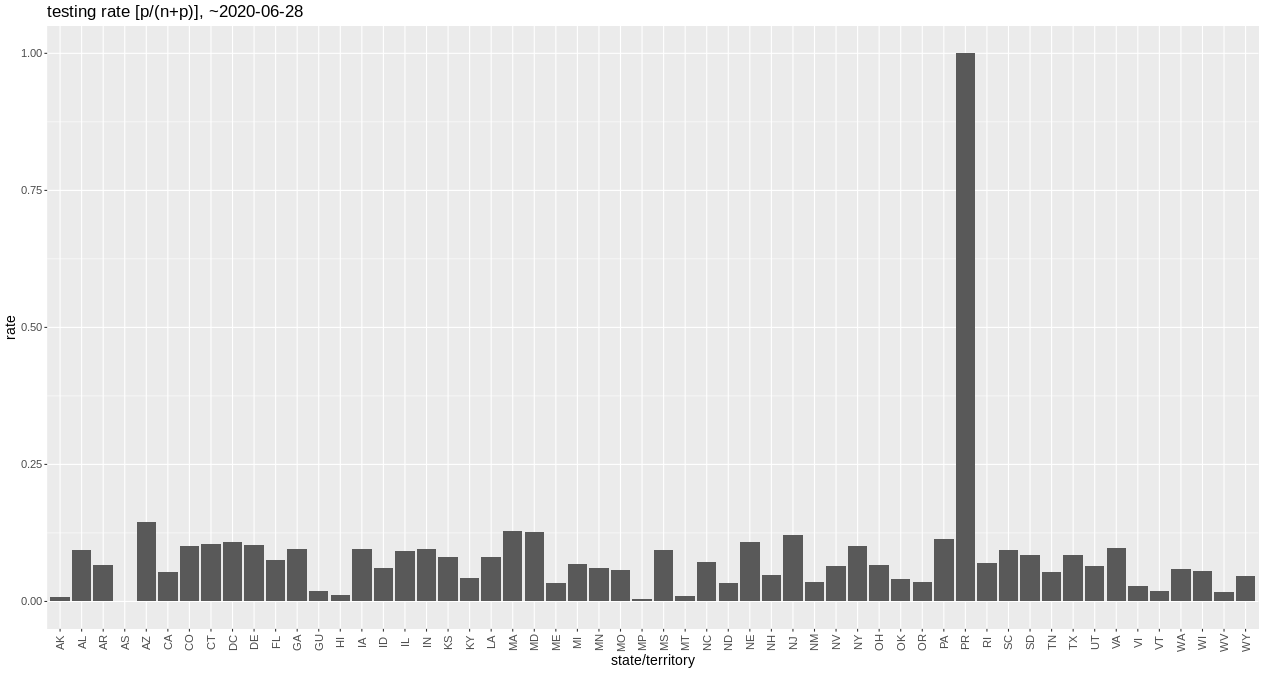 testing rate [p/(n+p)], ~2020-06-28
rate
1.00
0.75
0.50
0.25
0.00
AK AL AR AS AZ CA CO CT DC DE FL GA GU HI IA ID IL IN KS KY LA MA MD ME MI MN MO MP MS MT NC ND NE NH NJ NM NV NY OH OK OR PA PR RI SC SD TN TX UT VA VI VT WA WI WV WY
state/territory